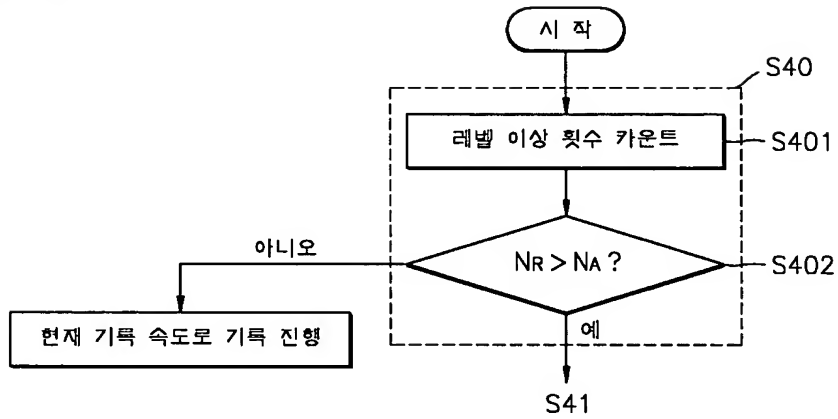 시 작
S40
레벨 이상 횟수 카운트
S401
아니오
NR > NA ?
S402
현재 기록 속도로 기록 진행
예
S41